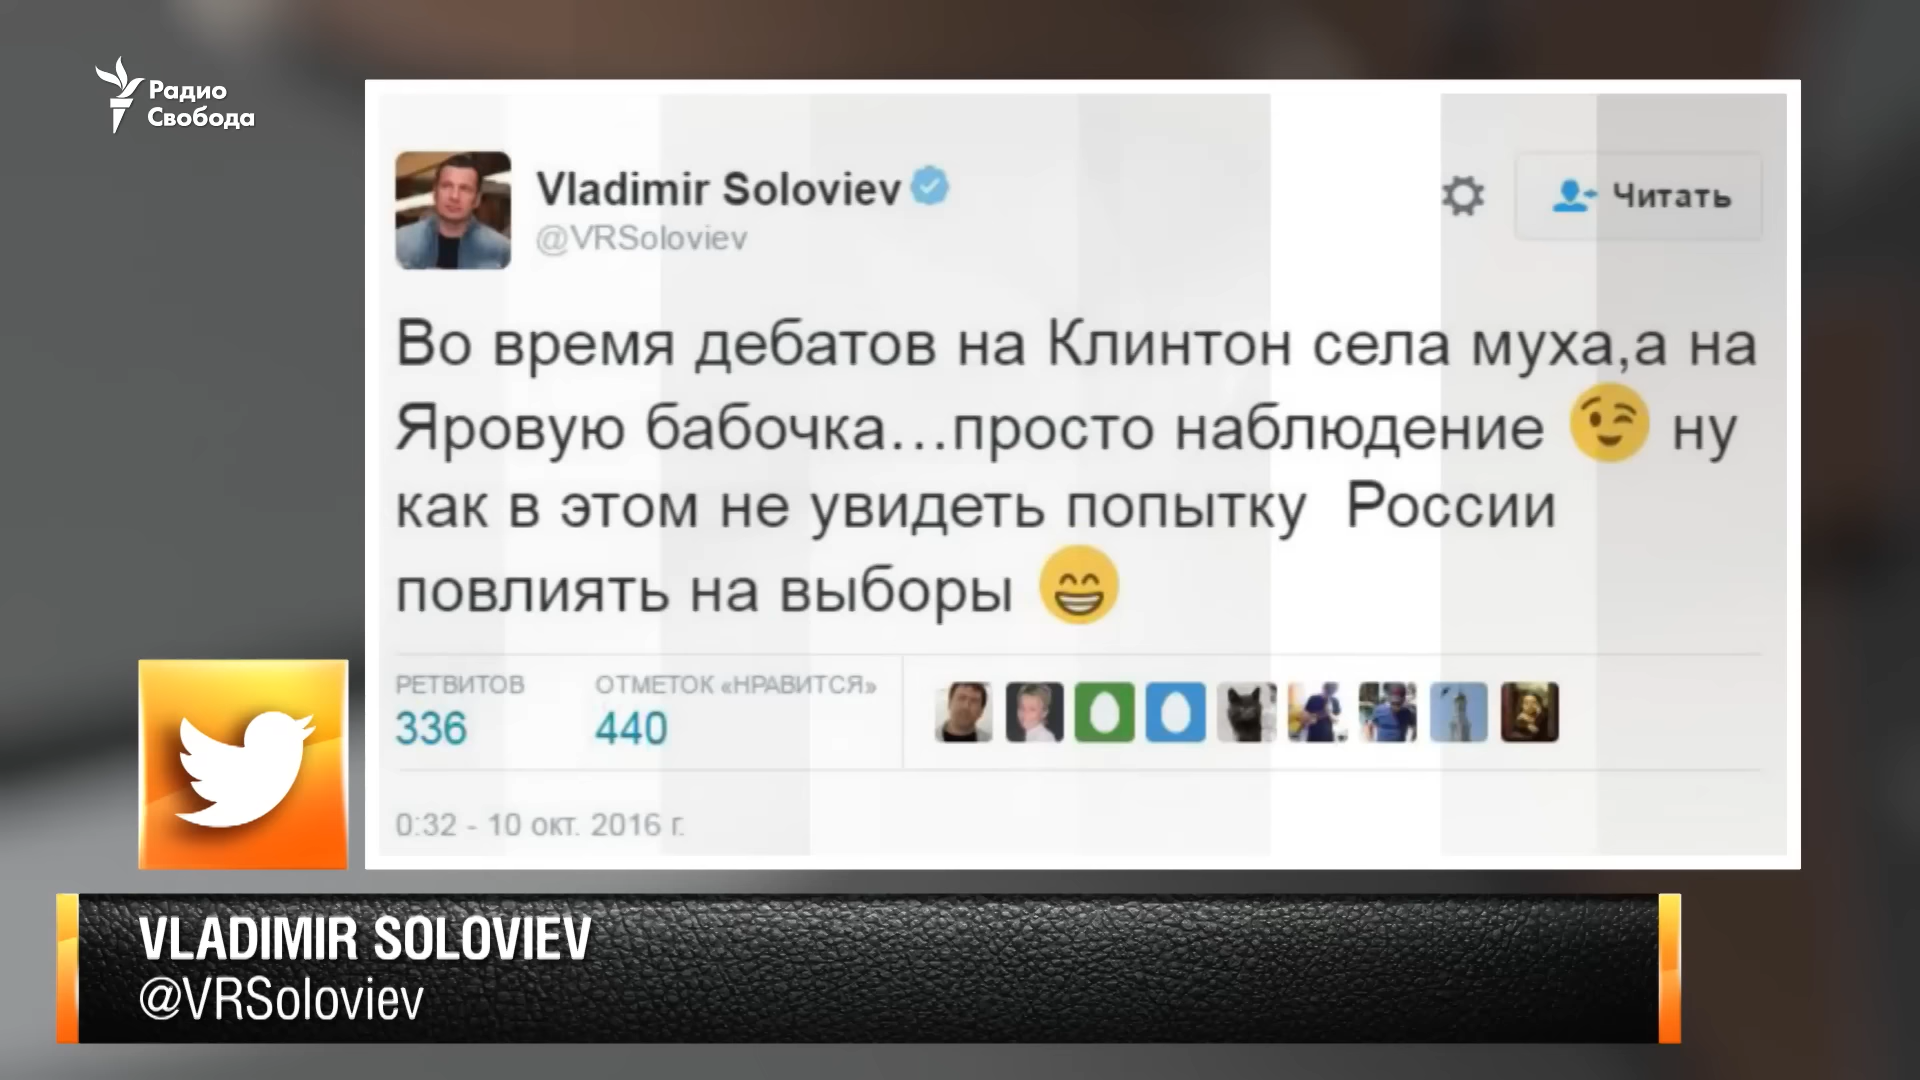 Радио
Свобода
Vladimir Soloviev
@VRSoloviev
Читать
Во время дебатов на Клинтон села муха,а на
Яровую бабочка...просто наблюдение 😉 ну
как в этом не увидеть попытку России
повлиять на выборы 😁
РЕТВИТОВ
336
ОТМЕТОК «НРАВИТСЯ»
440
0:32 - 10 окт. 2016 г.
VLADIMIR SOLOVIEV
@VRSoloviev